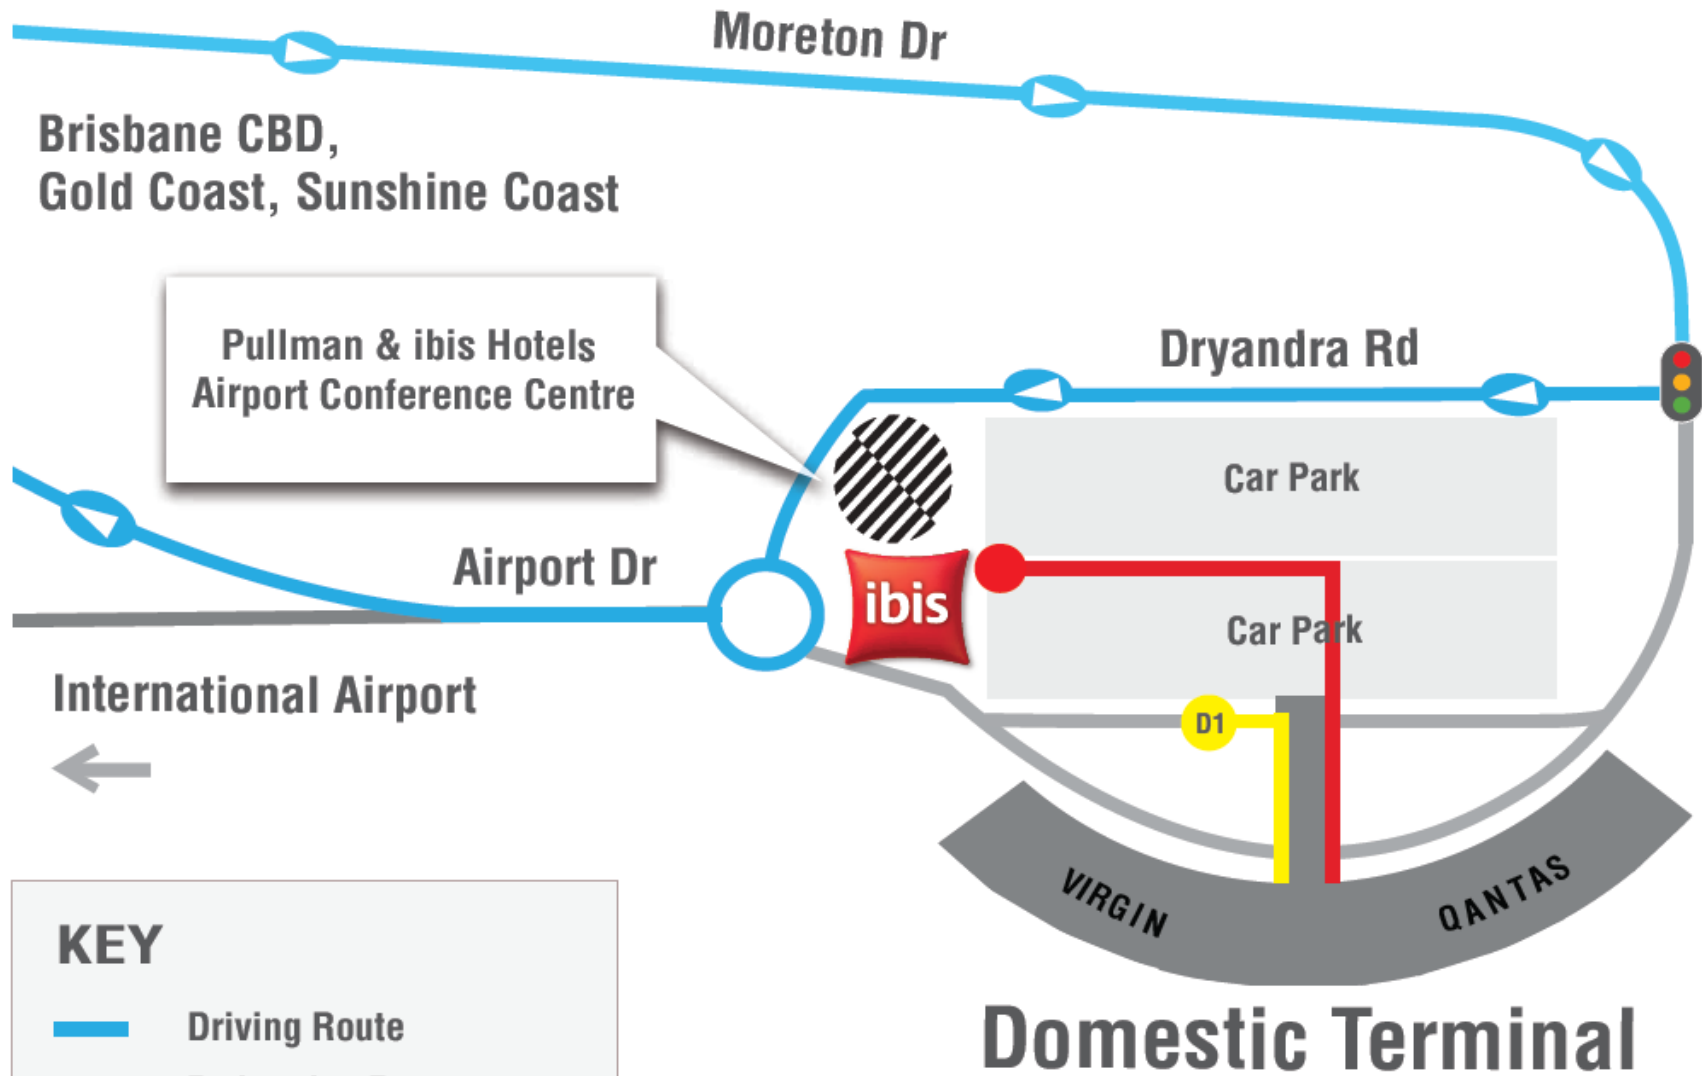 Moreton Dr
Brisbane CBD,
Gold Coast, Sunshine Coast
Pullman & ibis Hotels
Airport Conference Centre
Dryandra Rd
Car Park
Airport Dr
ibis
Car Park
International Airport
D1
VIRGIN
QANTAS
KEY
Driving Route
Domestic Terminal